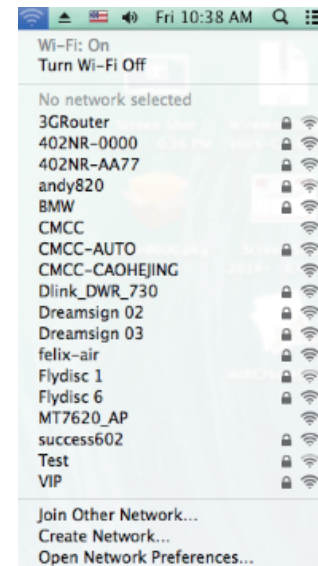 Fri 10:38 AM
Wi-Fi: On
Turn Wi-Fi Off
No network selected
3GRouter
402NR-0000
402NR-AA77
andy820
BMW
CMCC
CMCC-AUTO
CMCC-CAOHEJING
Dlink_DWR_730
Dreamsign 02
Dreamsign 03
felix-air
Flydisc 1
Flydisc 6
MT7620_AP
success602
Test
VIP
Join Other Network...
Create Network...
Open Network Preferences...